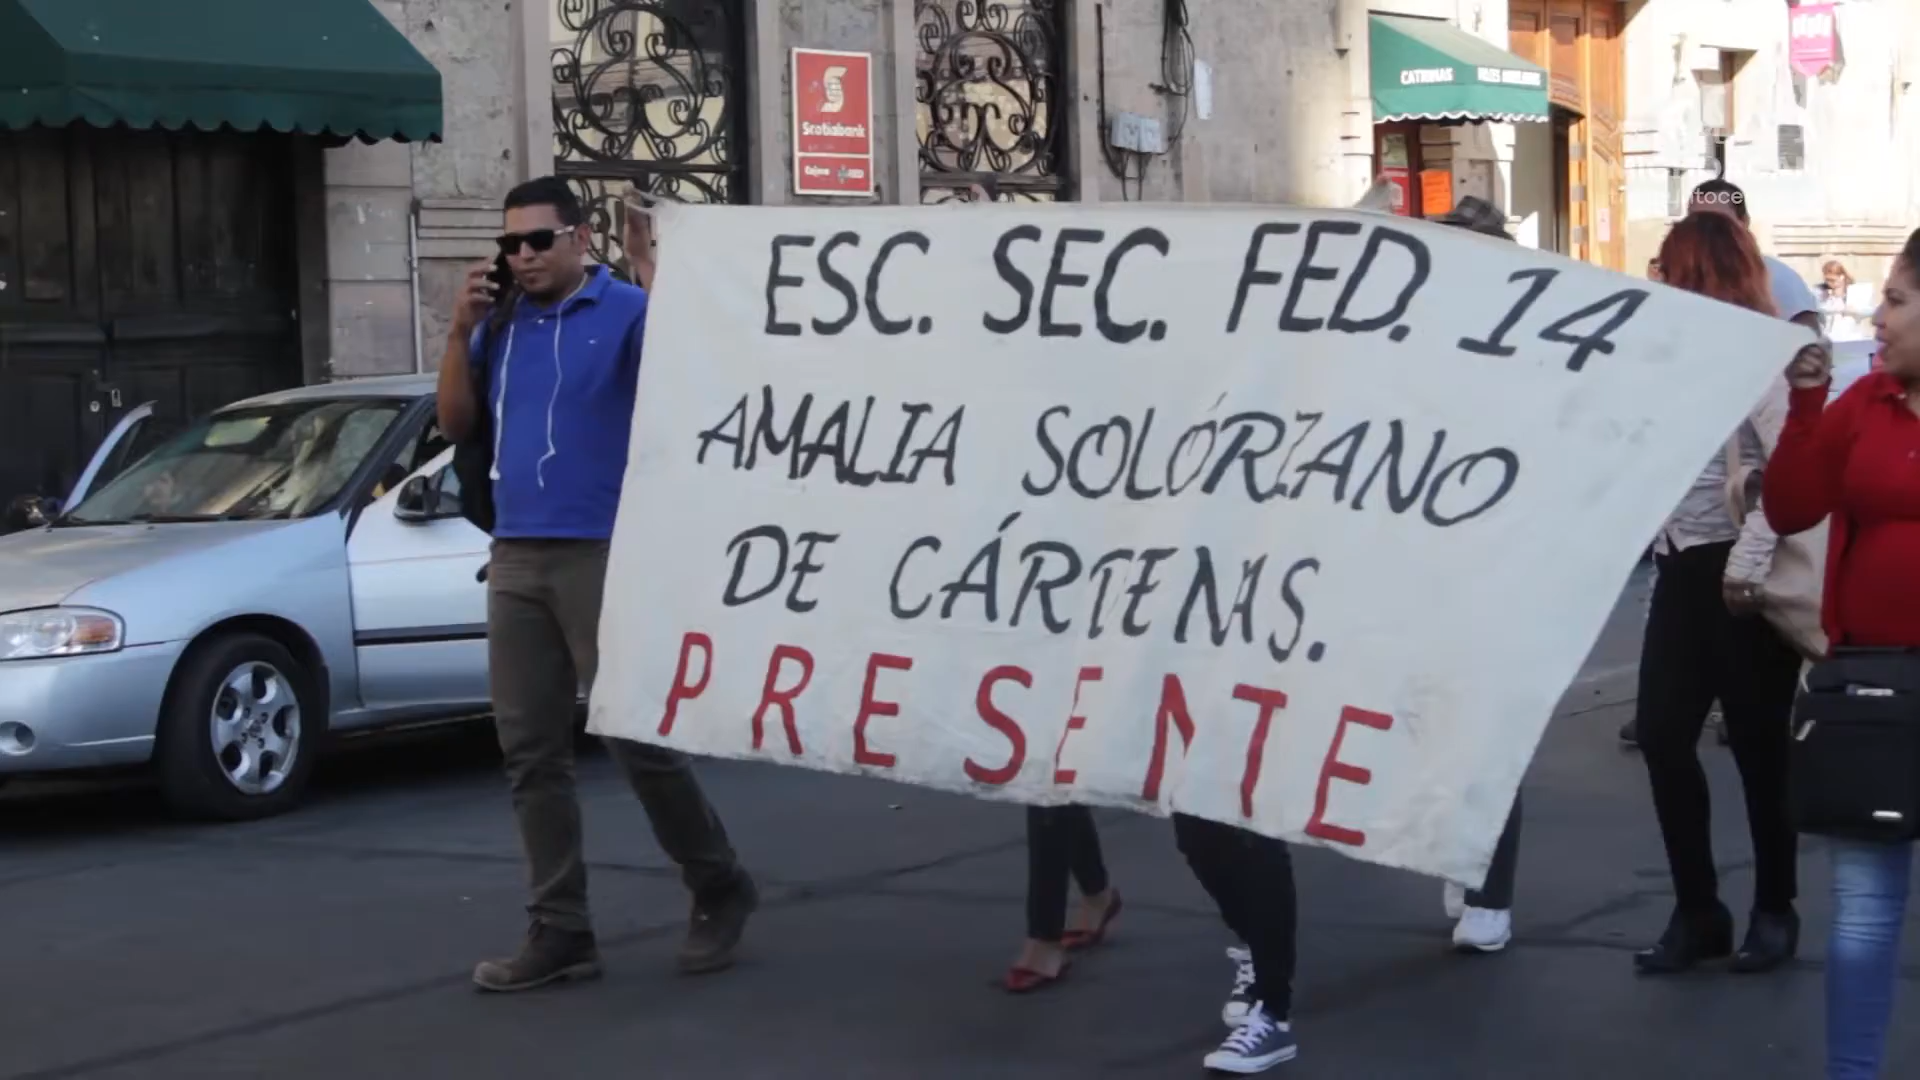 Scotiabank
CATRINAS
ESC. SEC. FED. 14
AMALIA SOLÓRZANO
DE CÁRTENAS.
PRESENTE